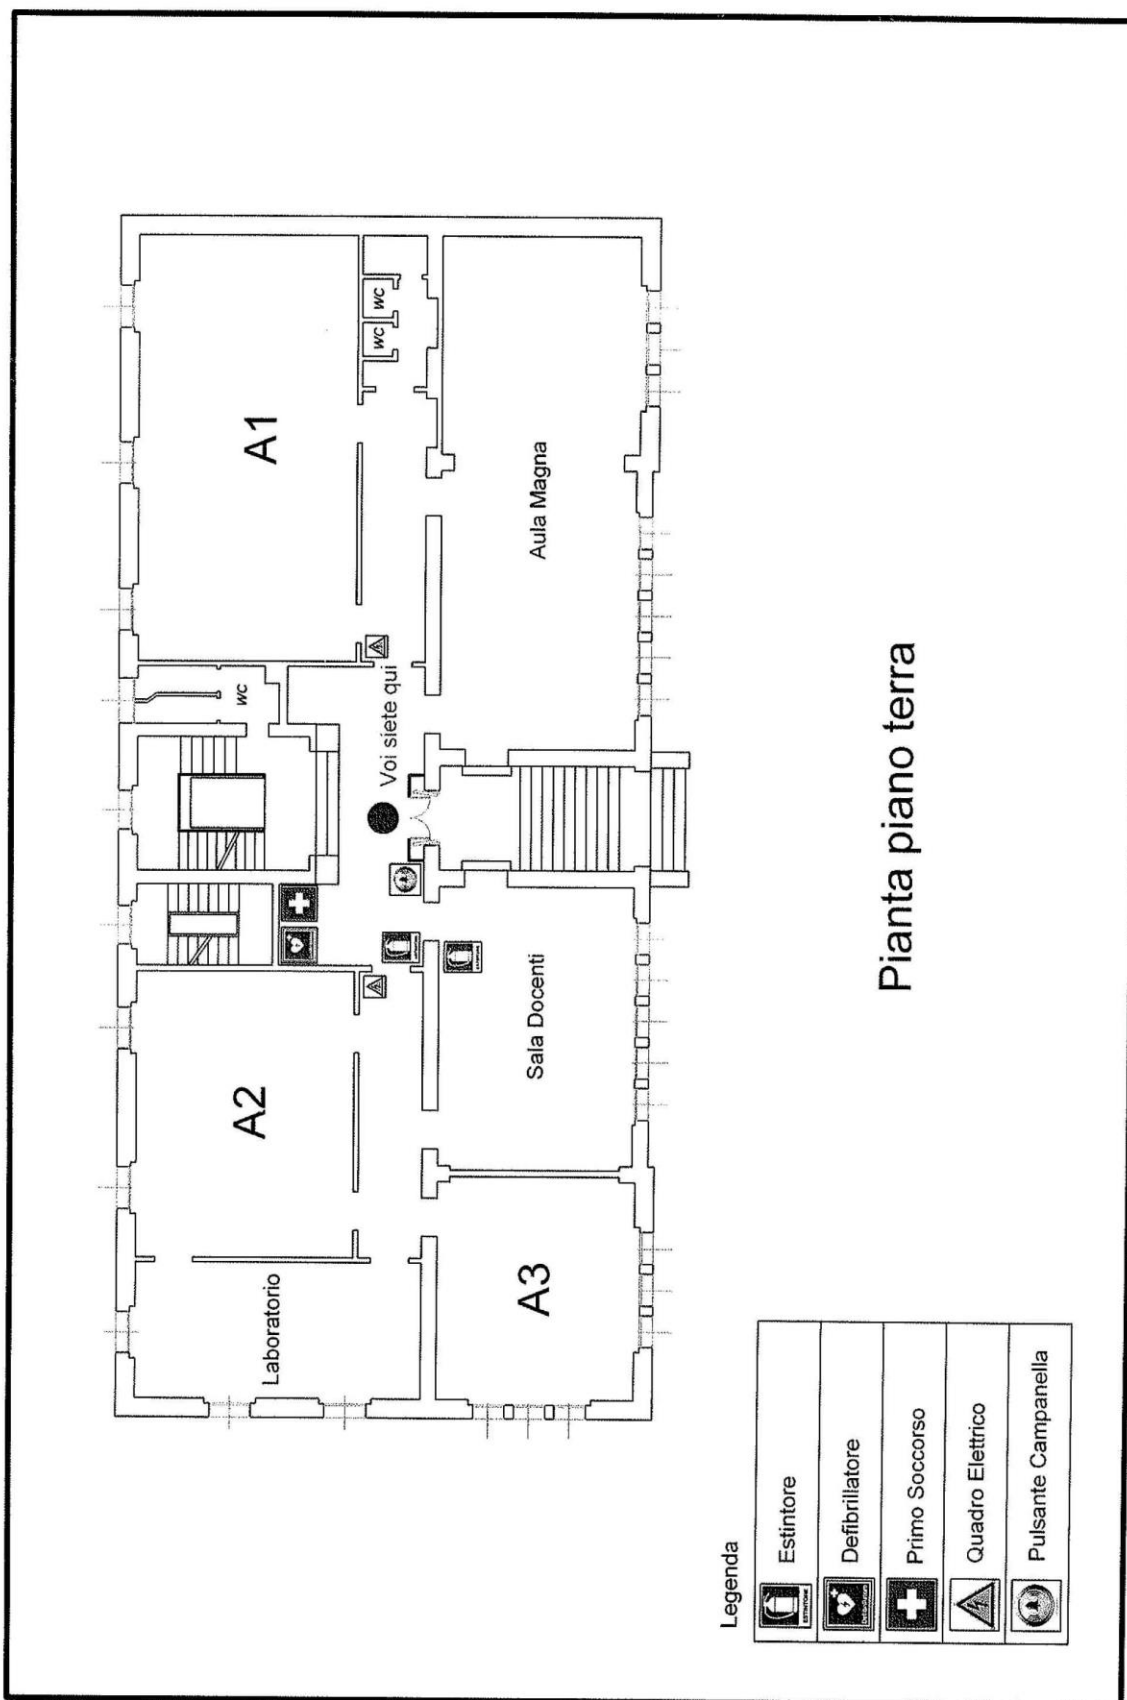 A1
wc
wc
wc
Aula Magna
Voi siete qui
A2
Sala Docenti
Laboratorio
A3
Pianta piano terra
Legenda
ESTINTORE
Estintore
Defibrillatore
Primo Soccorso
Quadro Elettrico
Pulsante Campanella